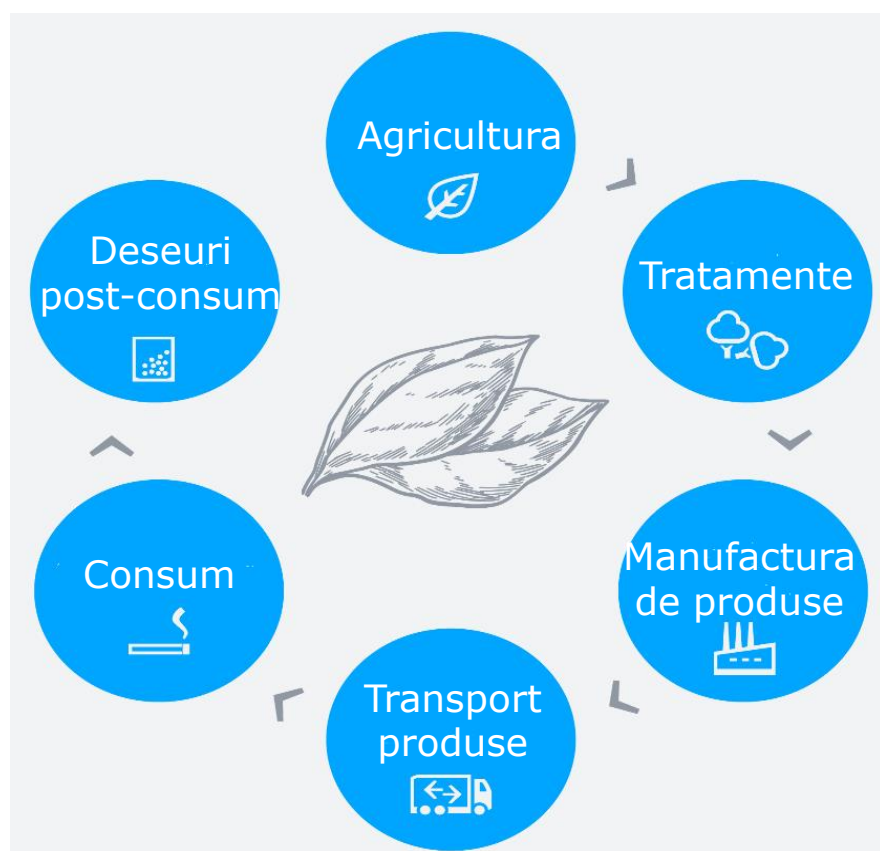 Agricultura
Tratamente
Manufactura
de produse
Transport
produse
Consum
Deseuri
post-consum